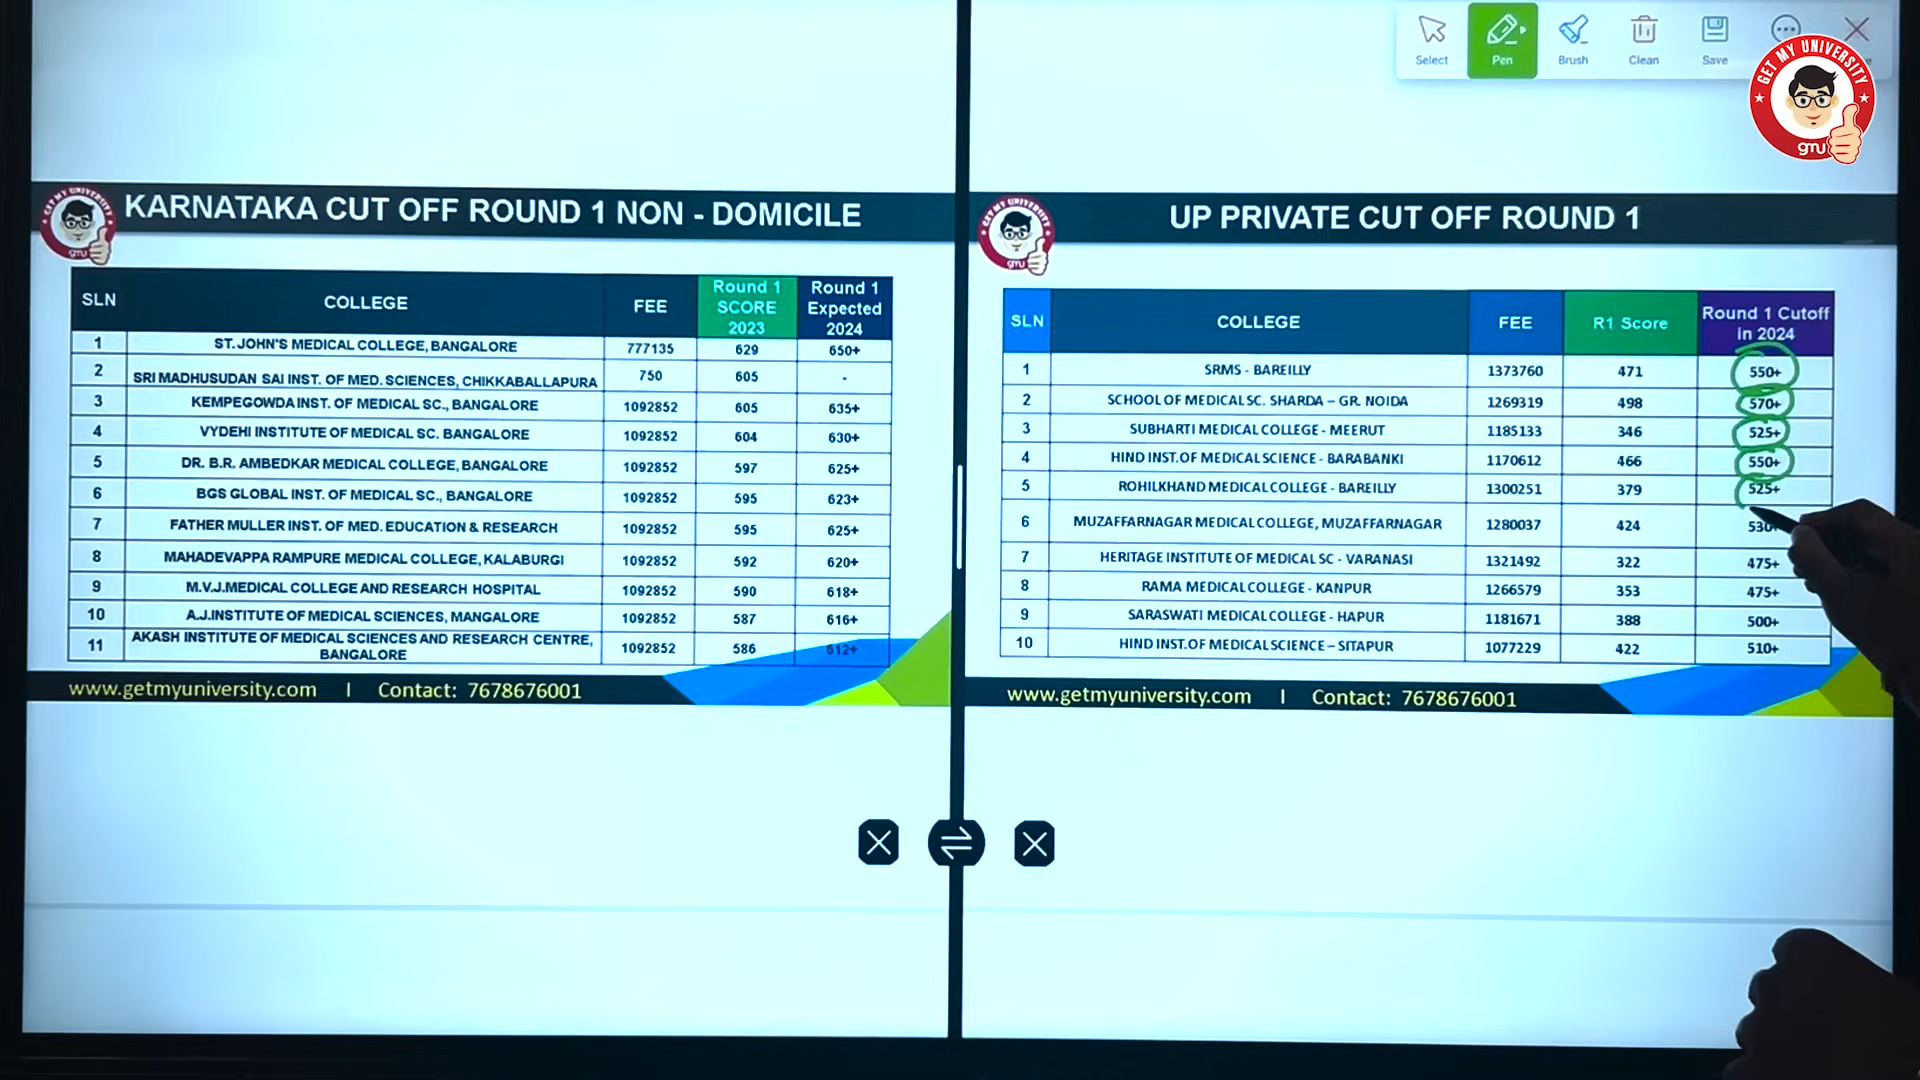 Select Pen Brush Clean Save
GET MY UNIVERSITY
gmu
KARNATAKA CUT OFF ROUND 1 NON - DOMICILE
SLN COLLEGE FEE Round 1 SCORE 2023 Round 1 Expected 2024
1 ST. JOHN'S MEDICAL COLLEGE, BANGALORE 777135 629 650+
2 SRI MADHUSUDAN SAI INST. OF MED. SCIENCES, CHIKKABALLAPURA 750 605 -
3 KEMPEGOWDA INST. OF MEDICAL SC., BANGALORE 1092852 605 635+
4 VYDEHI INSTITUTE OF MEDICAL SC. BANGALORE 1092852 604 630+
5 DR. B.R. AMBEDKAR MEDICAL COLLEGE, BANGALORE 1092852 597 625+
6 BGS GLOBAL INST. OF MEDICAL SC., BANGALORE 1092852 595 623+
7 FATHER MULLER INST. OF MED. EDUCATION & RESEARCH 1092852 595 625+
8 MAHADEVAPPA RAMPURE MEDICAL COLLEGE, KALABURGI 1092852 592 620+
9 M.V.J.MEDICAL COLLEGE AND RESEARCH HOSPITAL 1092852 590 618+
10 A.J.INSTITUTE OF MEDICAL SCIENCES, MANGALORE 1092852 587 616+
11 AKASH INSTITUTE OF MEDICAL SCIENCES AND RESEARCH CENTRE, BANGALORE 1092852 586 612+
www.getmyuniversity.com I Contact: 7678676001
UP PRIVATE CUT OFF ROUND 1
SLN COLLEGE FEE R1 Score Round 1 Cutoff in 2024
1 SRMS - BAREILLY 1373760 471 550+
2 SCHOOL OF MEDICAL SC. SHARDA – GR. NOIDA 1269319 498 570+
3 SUBHARTI MEDICAL COLLEGE - MEERUT 1185133 346 525+
4 HIND INST.OF MEDICAL SCIENCE - BARABANKI 1170612 466 550+
5 ROHILKHAND MEDICAL COLLEGE - BAREILLY 1300251 379 525+
6 MUZAFFARNAGAR MEDICAL COLLEGE, MUZAFFARNAGAR 1280037 424 530+
7 HERITAGE INSTITUTE OF MEDICAL SC - VARANASI 1321492 322 475+
8 RAMA MEDICAL COLLEGE - KANPUR 1266579 353 475+
9 SARASWATI MEDICAL COLLEGE - HAPUR 1181671 388 500+
10 HIND INST.OF MEDICAL SCIENCE – SITAPUR 1077229 422 510+
www.getmyuniversity.com I Contact: 7678676001